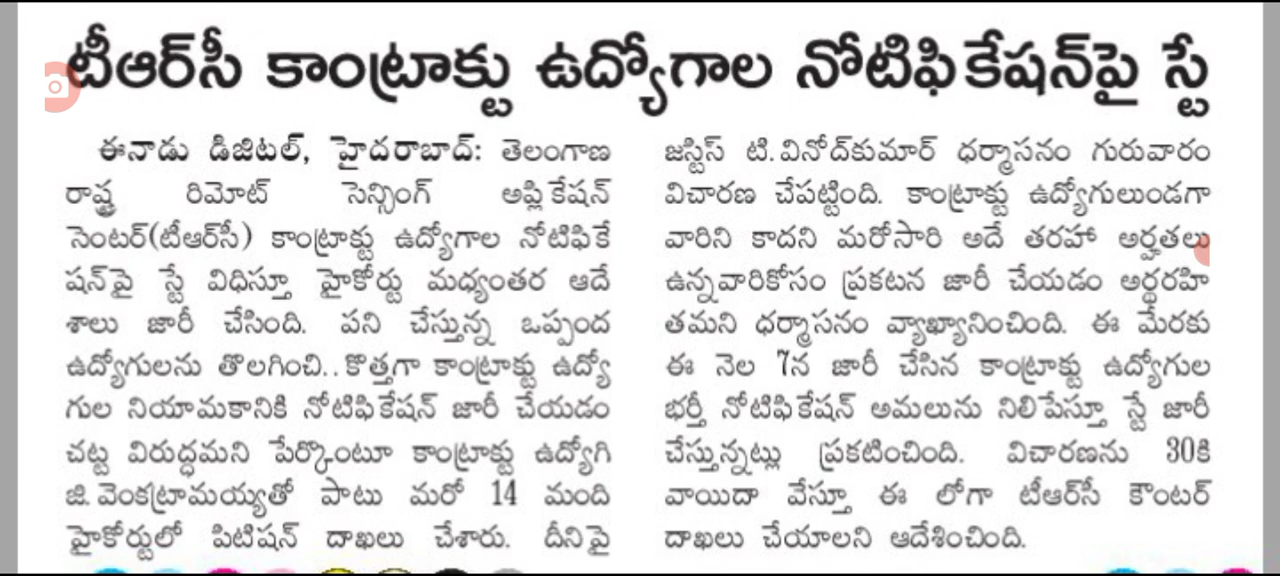 టీఆర్‌సీ కాంట్రాక్టు ఉద్యోగాల నోటిఫికేషన్‌పై స్టే
ఈనాడు డిజిటల్, హైదరాబాద్: తెలంగాణ
రాష్ట్ర రిమోట్ సెన్సింగ్ అప్లికేషన్
సెంటర్(టీఆర్‌సీ) కాంట్రాక్టు ఉద్యోగాల నోటిఫికే
షన్‌పై స్టే విధిస్తూ హైకోర్టు మధ్యంతర ఆదే
శాలు జారీ చేసింది. పని చేస్తున్న ఒప్పంద
ఉద్యోగులను తొలగించి.. కొత్తగా కాంట్రాక్టు ఉద్యో
గుల నియామకానికి నోటిఫికేషన్ జారీ చేయడం
చట్ట విరుద్ధమని పేర్కొంటూ కాంట్రాక్టు ఉద్యోగి
జి.వెంకట్రామయ్యతో పాటు మరో 14 మంది
హైకోర్టులో పిటిషన్ దాఖలు చేశారు. దీనిపై
జస్టిస్ టి.వినోద్‌కుమార్ ధర్మాసనం గురువారం
విచారణ చేపట్టింది. కాంట్రాక్టు ఉద్యోగులుండగా
వారిని కాదని మరోసారి అదే తరహా అర్హతలు
ఉన్నవారికోసం ప్రకటన జారీ చేయడం అర్థరహి
తమని ధర్మాసనం వ్యాఖ్యానించింది. ఈ మేరకు
ఈ నెల 7న జారీ చేసిన కాంట్రాక్టు ఉద్యోగుల
భర్తీ నోటిఫికేషన్ అమలును నిలిపేస్తూ స్టే జారీ
చేస్తున్నట్లు ప్రకటించింది. విచారణను 30కి
వాయిదా వేస్తూ ఈ లోగా టీఆర్‌సీ కౌంటర్
దాఖలు చేయాలని ఆదేశించింది.